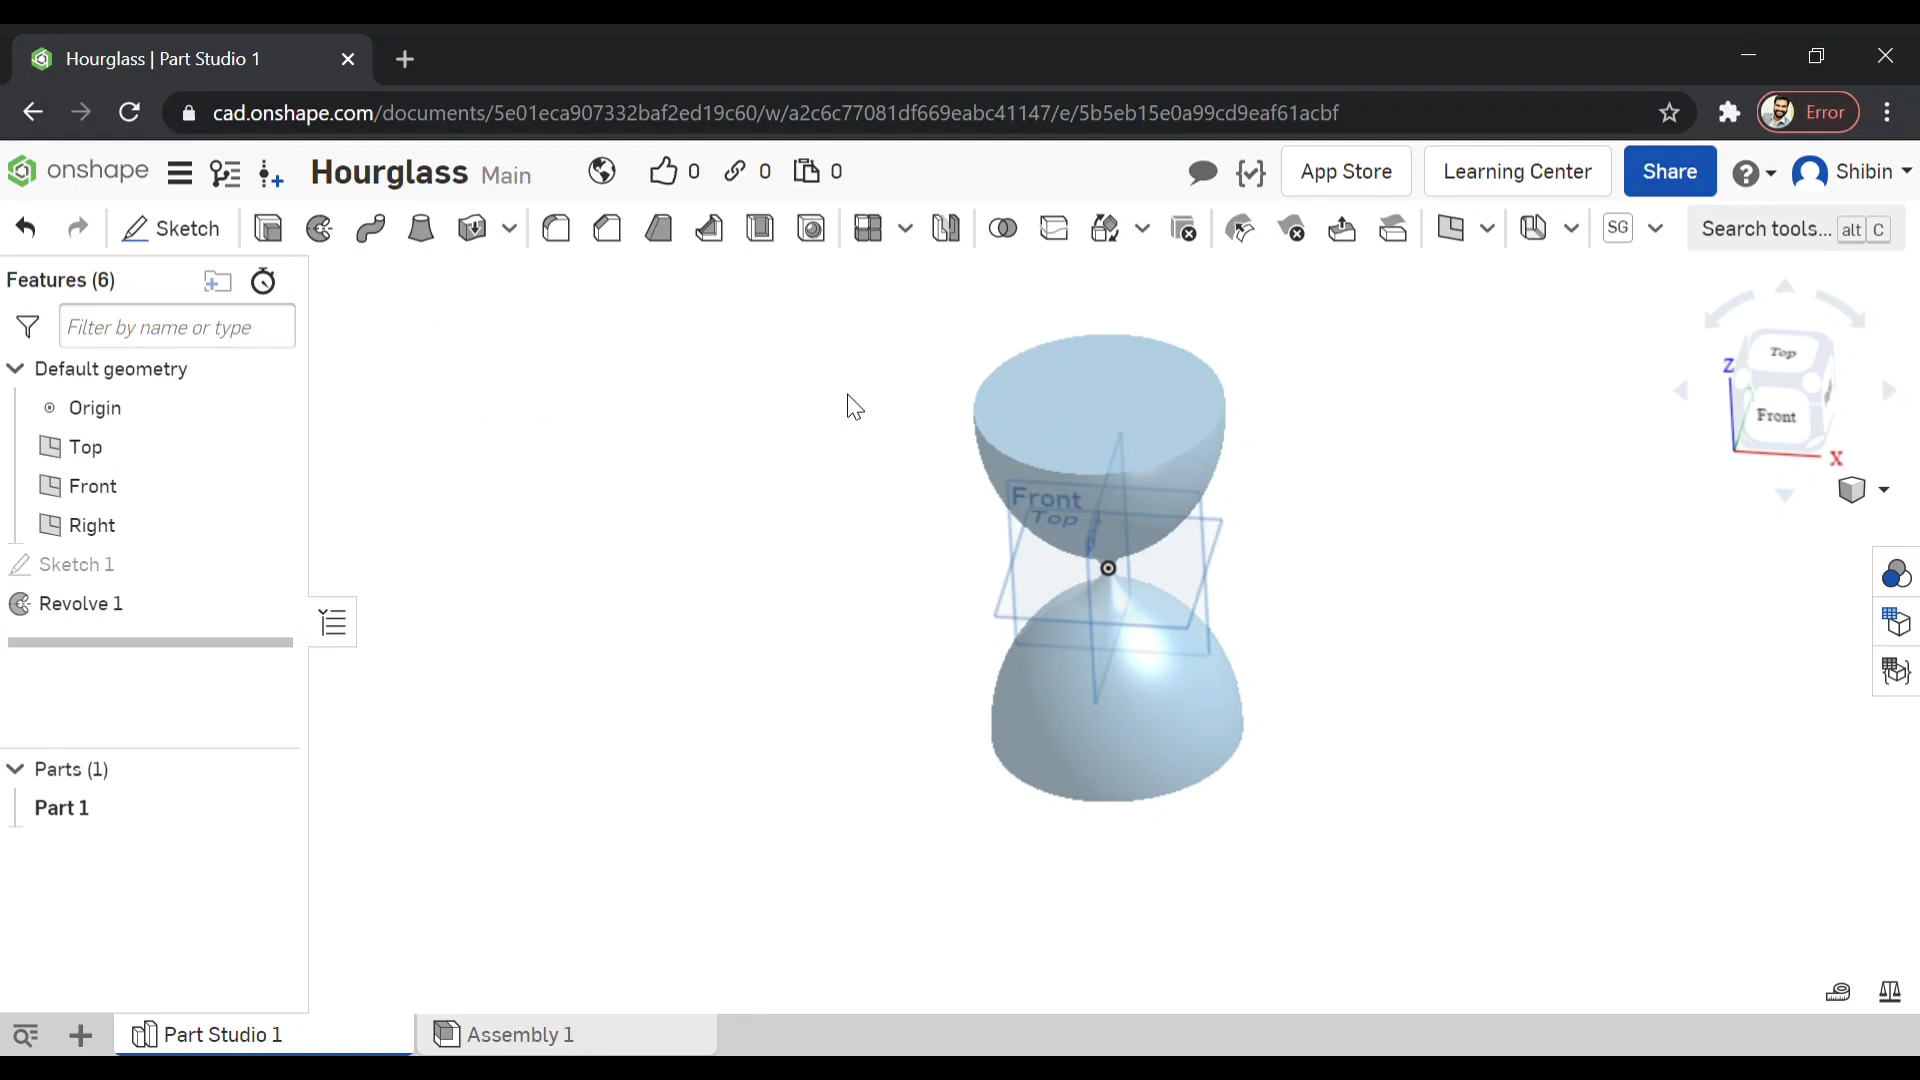 Hourglass | Part Studio 1
cad.onshape.com/documents/5e01eca907332baf2ed19c60/w/a2c6c77081df669eabc41147/e/5b5eb15e0a99cd9eaf61acbf
Error
onshape
Hourglass Main
0
0
0
App Store
Learning Center
Share
Shibin
Sketch
SG
Search tools... alt C
Features (6)
Filter by name or type
Default geometry
Origin
Top
Front
Right
Sketch 1
Revolve 1
Parts (1)
Part 1
Front
Top
Top
Z
Front
X
Part Studio 1
Assembly 1